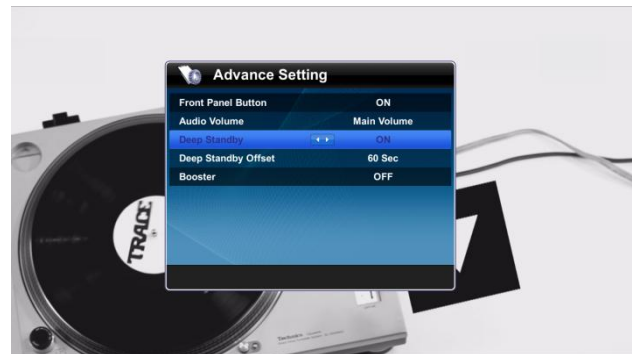 Advance Setting
Front Panel Button ON
Audio Volume Main Volume
Deep Standby ON
Deep Standby Offset 60 Sec
Booster OFF
TRACE
Technics